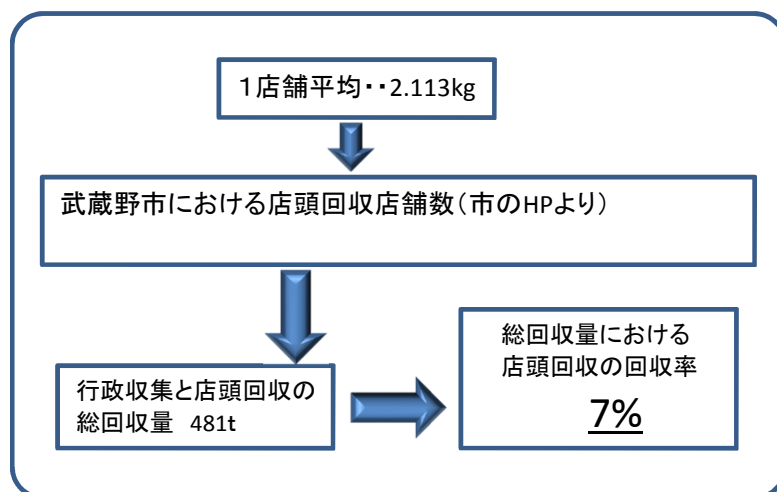 １店舗平均・・2.113kg
武蔵野市における店頭回収店舗数（市のHPより）
行政収集と店頭回収の
総回収量 481t
総回収量における
店頭回収の回収率
7%